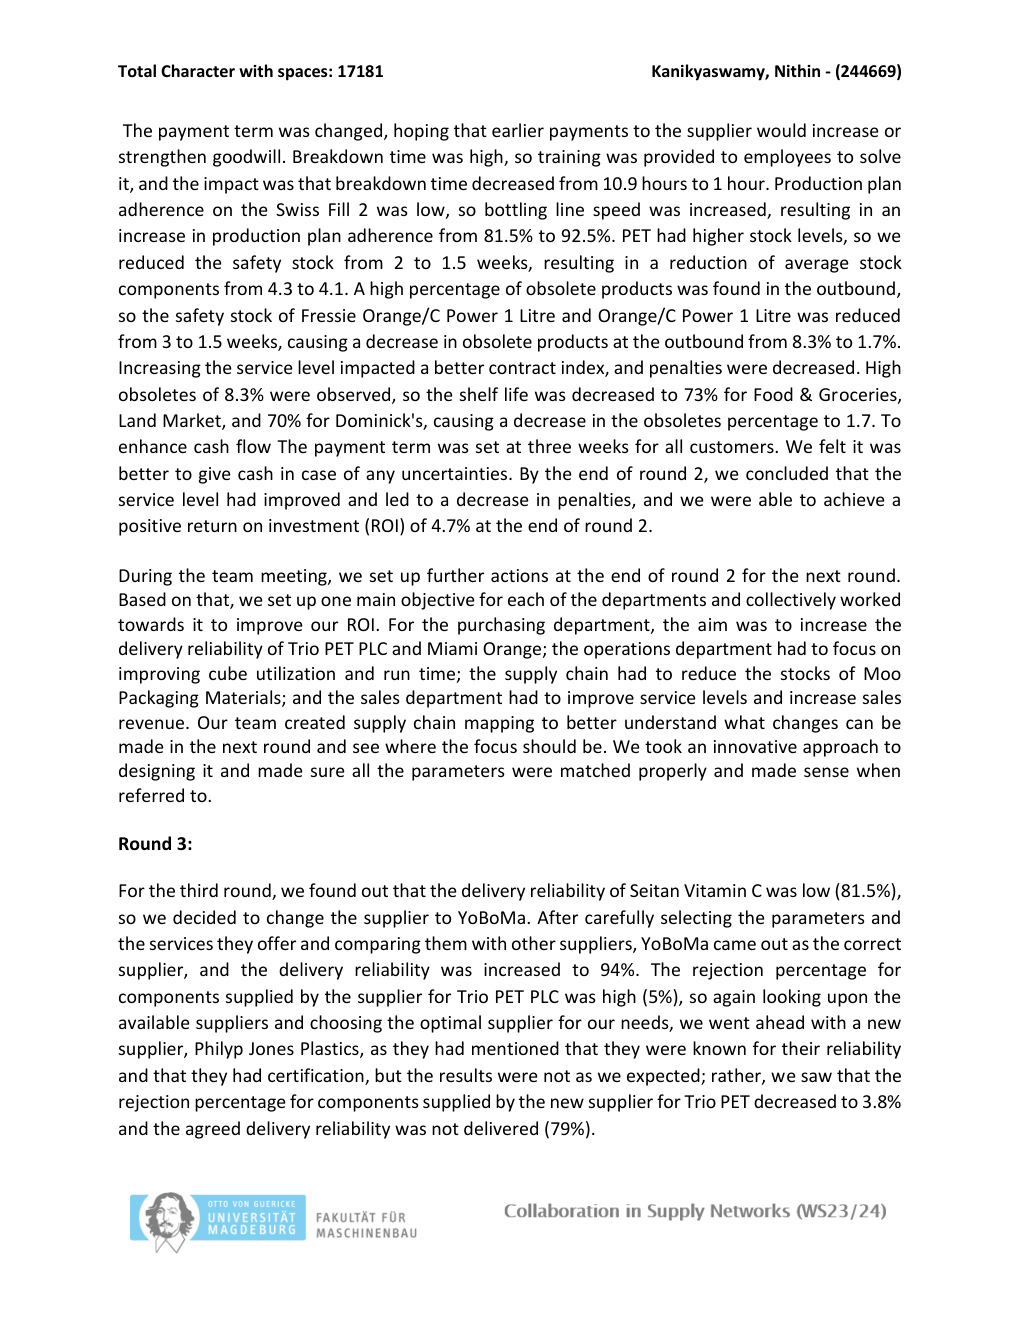 Total Character with spaces: 17181 Kanikyaswamy, Nithin - (244669)
The payment term was changed, hoping that earlier payments to the supplier would increase or
strengthen goodwill. Breakdown time was high, so training was provided to employees to solve
it, and the impact was that breakdown time decreased from 10.9 hours to 1 hour. Production plan
adherence on the Swiss Fill 2 was low, so bottling line speed was increased, resulting in an
increase in production plan adherence from 81.5% to 92.5%. PET had higher stock levels, so we
reduced the safety stock from 2 to 1.5 weeks, resulting in a reduction of average stock
components from 4.3 to 4.1. A high percentage of obsolete products was found in the outbound,
so the safety stock of Fressie Orange/C Power 1 Litre and Orange/C Power 1 Litre was reduced
from 3 to 1.5 weeks, causing a decrease in obsolete products at the outbound from 8.3% to 1.7%.
Increasing the service level impacted a better contract index, and penalties were decreased. High
obsoletes of 8.3% were observed, so the shelf life was decreased to 73% for Food & Groceries,
Land Market, and 70% for Dominick's, causing a decrease in the obsoletes percentage to 1.7. To
enhance cash flow The payment term was set at three weeks for all customers. We felt it was
better to give cash in case of any uncertainties. By the end of round 2, we concluded that the
service level had improved and led to a decrease in penalties, and we were able to achieve a
positive return on investment (ROI) of 4.7% at the end of round 2.
During the team meeting, we set up further actions at the end of round 2 for the next round.
Based on that, we set up one main objective for each of the departments and collectively worked
towards it to improve our ROI. For the purchasing department, the aim was to increase the
delivery reliability of Trio PET PLC and Miami Orange; the operations department had to focus on
improving cube utilization and run time; the supply chain had to reduce the stocks of Moo
Packaging Materials; and the sales department had to improve service levels and increase sales
revenue. Our team created supply chain mapping to better understand what changes can be
made in the next round and see where the focus should be. We took an innovative approach to
designing it and made sure all the parameters were matched properly and made sense when
referred to.
Round 3:
For the third round, we found out that the delivery reliability of Seitan Vitamin C was low (81.5%),
so we decided to change the supplier to YoBoMa. After carefully selecting the parameters and
the services they offer and comparing them with other suppliers, YoBoMa came out as the correct
supplier, and the delivery reliability was increased to 94%. The rejection percentage for
components supplied by the supplier for Trio PET PLC was high (5%), so again looking upon the
available suppliers and choosing the optimal supplier for our needs, we went ahead with a new
supplier, Philyp Jones Plastics, as they had mentioned that they were known for their reliability
and that they had certification, but the results were not as we expected; rather, we saw that the
rejection percentage for components supplied by the new supplier for Trio PET decreased to 3.8%
and the agreed delivery reliability was not delivered (79%).
OTTO VON GUERICKE
UNIVERSITÄT
MAGDEBURG
FAKULTÄT FÜR
MASCHINENBAU
Collaboration in Supply Networks (WS23/24)